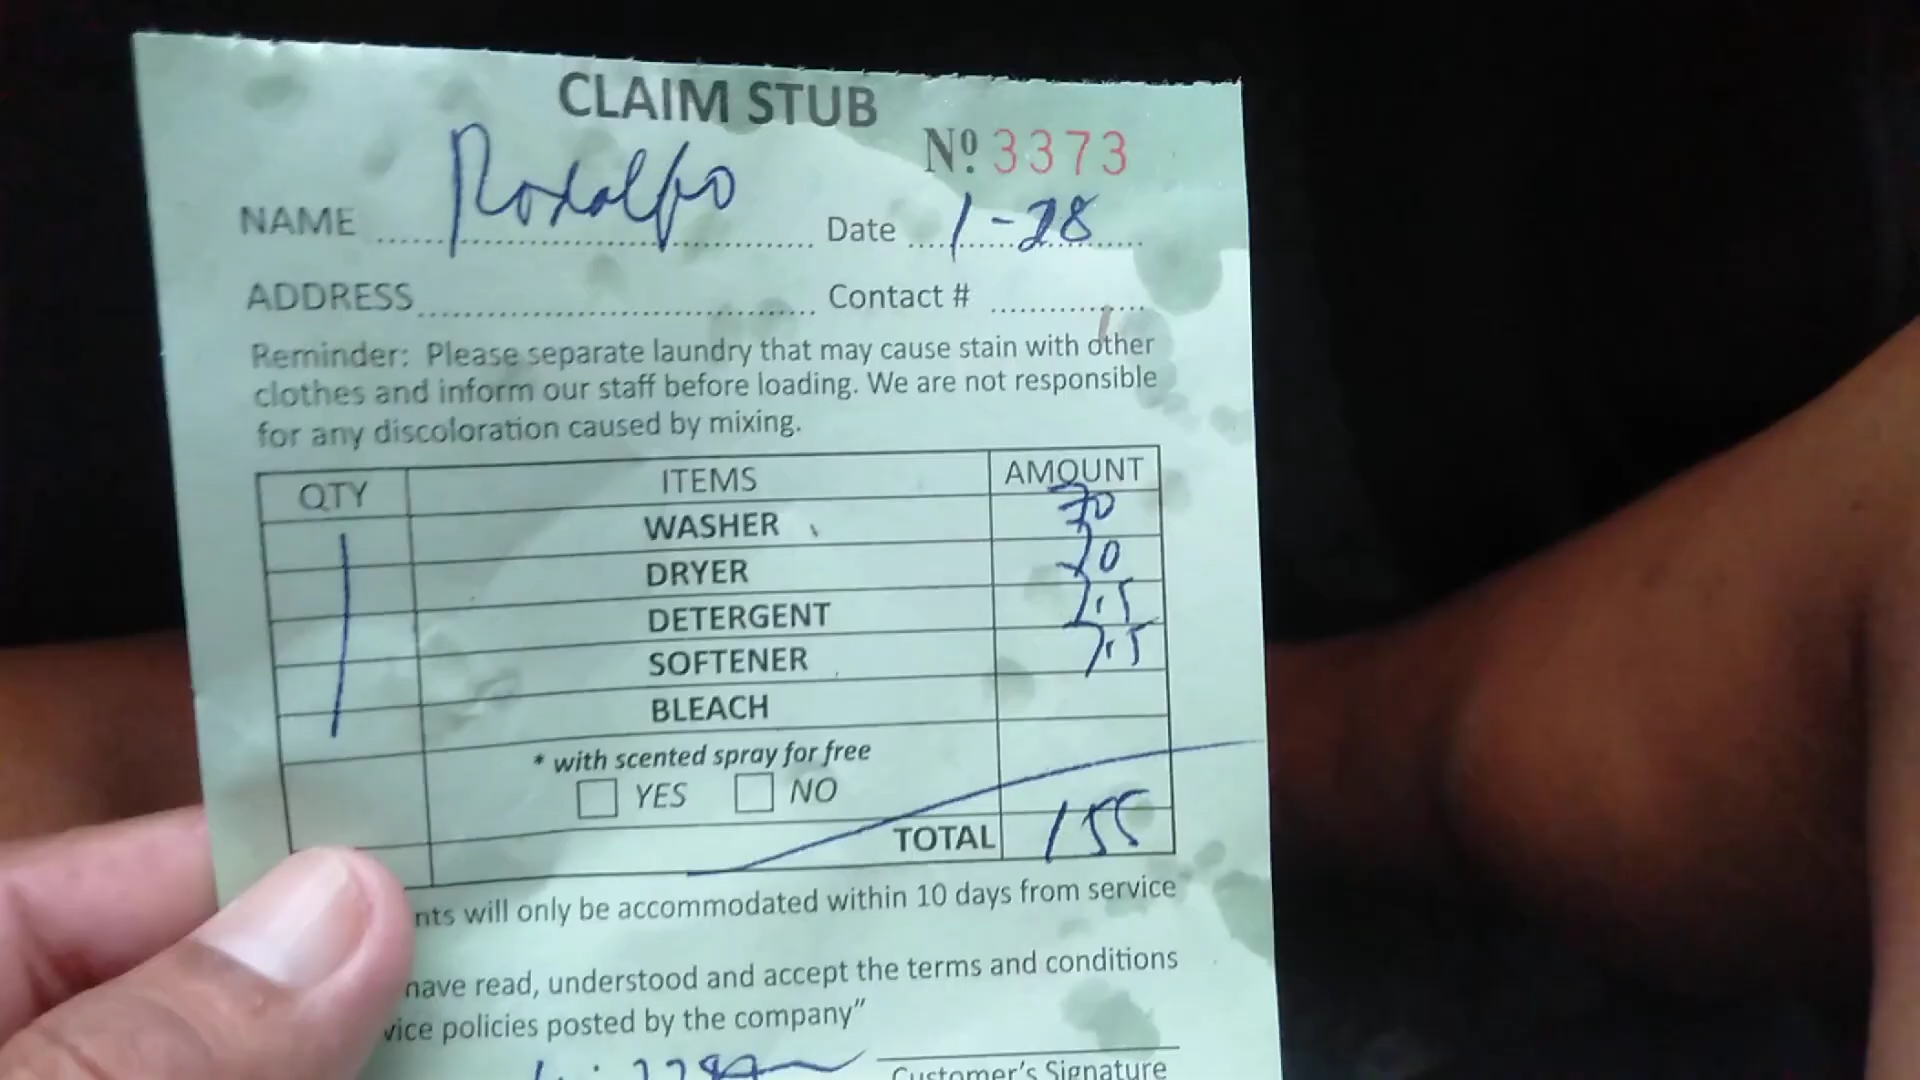 CLAIM STUB
Nº 3373
NAME Rodolfo Date 1-28
ADDRESS Contact #
Reminder: Please separate laundry that may cause stain with other
clothes and inform our staff before loading. We are not responsible
for any discoloration caused by mixing.
QTY ITEMS AMOUNT
WASHER 70
DRYER 70
DETERGENT 7.5
SOFTENER 7.5
BLEACH
* with scented spray for free
YES NO
TOTAL 155
will only be accommodated within 10 days from service
have read, understood and accept the terms and conditions
policies posted by the company”
Customer's Signature